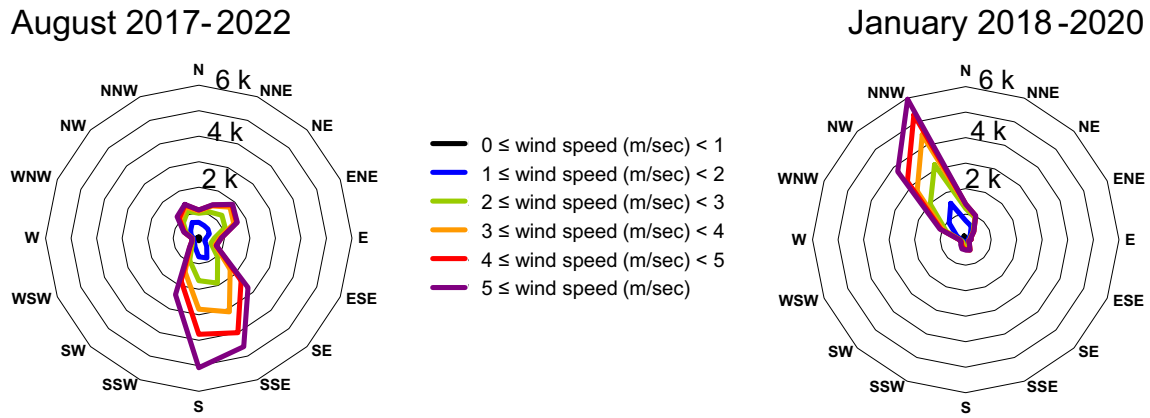 August 2017-2022
N
NNE
NE
ENE
E
ESE
SE
SSE
S
SSW
SW
WSW
W
WNW
NW
NNW
6 k
4 k
2 k
0 ≤ wind speed (m/sec) < 1
1 ≤ wind speed (m/sec) < 2
2 ≤ wind speed (m/sec) < 3
3 ≤ wind speed (m/sec) < 4
4 ≤ wind speed (m/sec) < 5
5 ≤ wind speed (m/sec)
January 2018-2020
N
NNE
NE
ENE
E
ESE
SE
SSE
S
SSW
SW
WSW
W
WNW
NW
NNW
6 k
4 k
2 k